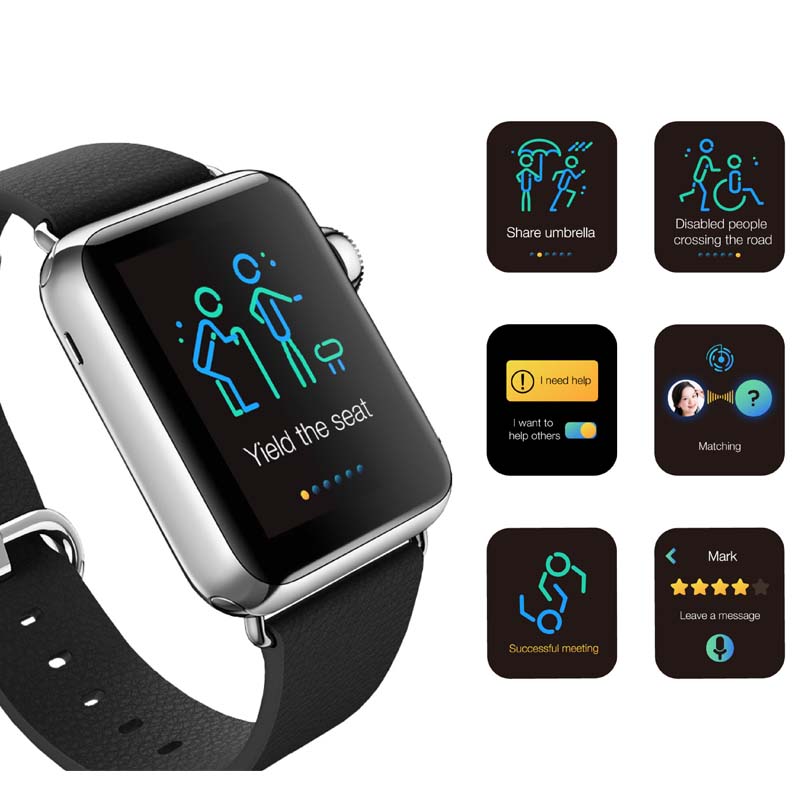 Yield the seat
Share umbrella
Disabled people
crossing the road
! I need help
I want to
help others
?
Matching
Successful meeting
Mark
Leave a message